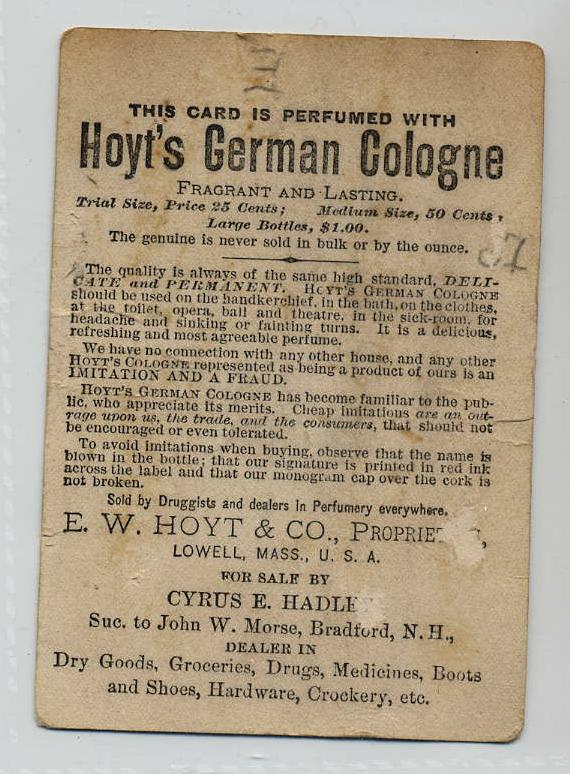 THIS CARD IS PERFUMED WITH
Hoyt's German Cologne
FRAGRANT AND LASTING.
Trial Size, Price 25 Cents; Medium Size, 50 Cents;
Large Bottles, $1.00.
The genuine is never sold in bulk or by the ounce.
The quality is always of the same high standard, DELI-
CATE and PERMANENT. HOYT'S GERMAN COLOGNE
should be used on the handkerchief, in the bath, on the clothes,
at the toilet, opera, ball and theatre, in the sick-room, for
headache and sinking or fainting turns. It is a delicious,
refreshing and most agreeable perfume.
We have no connection with any other house, and any other
HOYT'S COLOGNE represented as being a product of ours is an
IMITATION AND A FRAUD.
HOYT'S GERMAN COLOGNE has become familiar to the pub-
lic, who appreciate its merits. Cheap imitations are an out-
rage upon us, the trade, and the consumers, that should not
be encouraged or even tolerated.
To avoid imitations when buying, observe that the name is
blown in the bottle; that our signature is printed in red ink
across the label and that our monogram cap over the cork is
not broken.
Sold by Druggists and dealers in Perfumery everywhere.
E. W. HOYT & CO.,
LOWELL, MASS., U. S. A.
FOR SALE BY
CYRUS E. HADLE
Suc. to John W. Morse, Bradford, N. H.,
DEALER IN
Dry Goods, Groceries, Drugs, Medicines, Boots
and Shoes, Hardware, Crockery, etc.